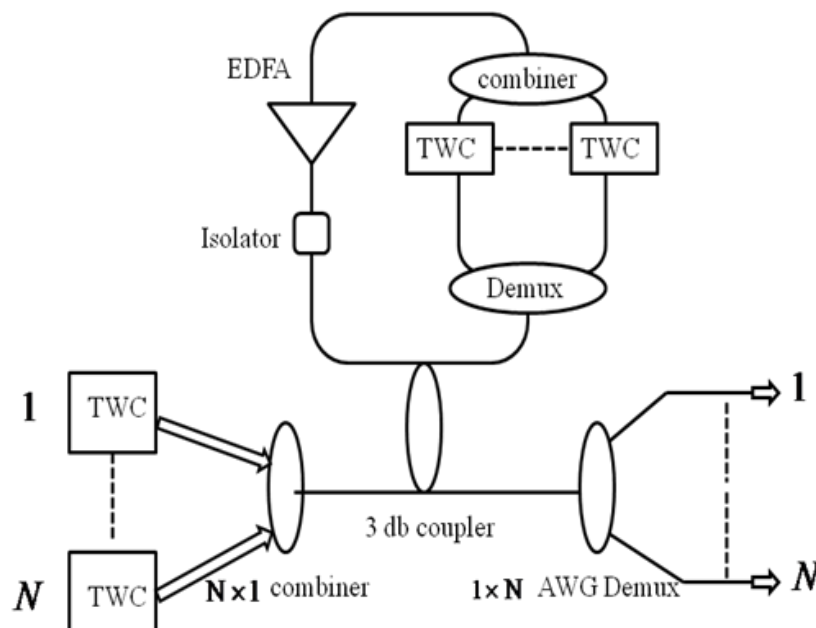 EDFA
combiner
TWC
TWC
Isolator
Demux
1
TWC
1
3 db coupler
N
TWC
N×1 combiner
1×N AWG Demux
N